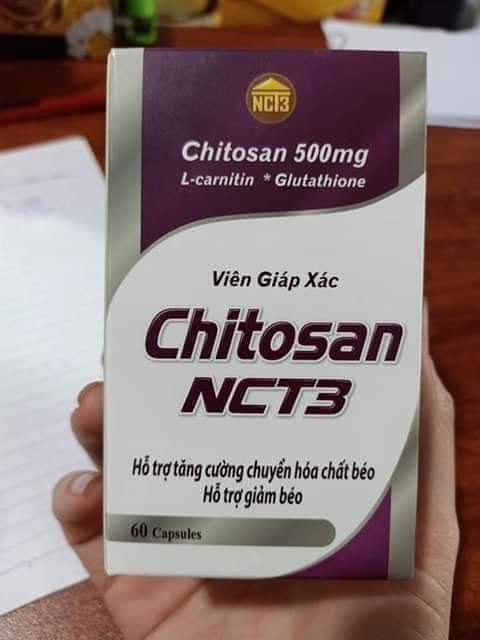 NCT3
Chitosan 500mg
L-carnitin * Glutathione
Viên Giáp Xác
Chitosan
NCT3
Hỗ trợ tăng cường chuyển hóa chất béo
Hỗ trợ giảm béo
60 Capsules